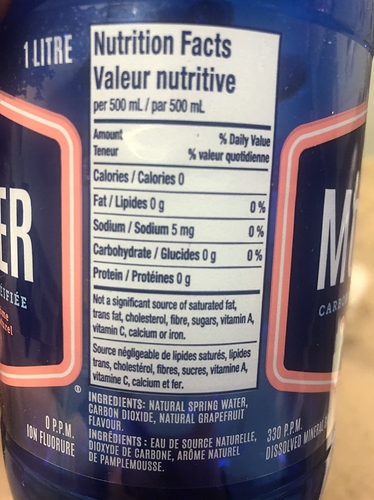 1 LITRE
Nutrition Facts
Valeur nutritive
per 500 mL / par 500 mL
Amount % Daily Value
Teneur % valeur quotidienne
Calories / Calories 0
Fat / Lipides 0 g 0 %
Sodium / Sodium 5 mg 0 %
Carbohydrate / Glucides 0 g 0 %
Protein / Protéines 0 g
Not a significant source of saturated fat,
trans fat, cholesterol, fibre, sugars, vitamin A,
vitamin C, calcium or iron.
Source négligeable de lipides saturés, lipides
trans, cholestérol, fibres, sucres, vitamine A,
vitamine C, calcium et fer.
INGREDIENTS: NATURAL SPRING WATER,
CARBON DIOXIDE, NATURAL GRAPEFRUIT
FLAVOUR.
INGRÉDIENTS : EAU DE SOURCE NATURELLE,
DIOXYDE DE CARBONE, ARÔME NATUREL
DE PAMPLEMOUSSE.
0 P.P.M.
ION FLUORURE
330 P.P.M.
DISSOLVED MINERAL
ER
ÉIFIÉE
M
CARBO